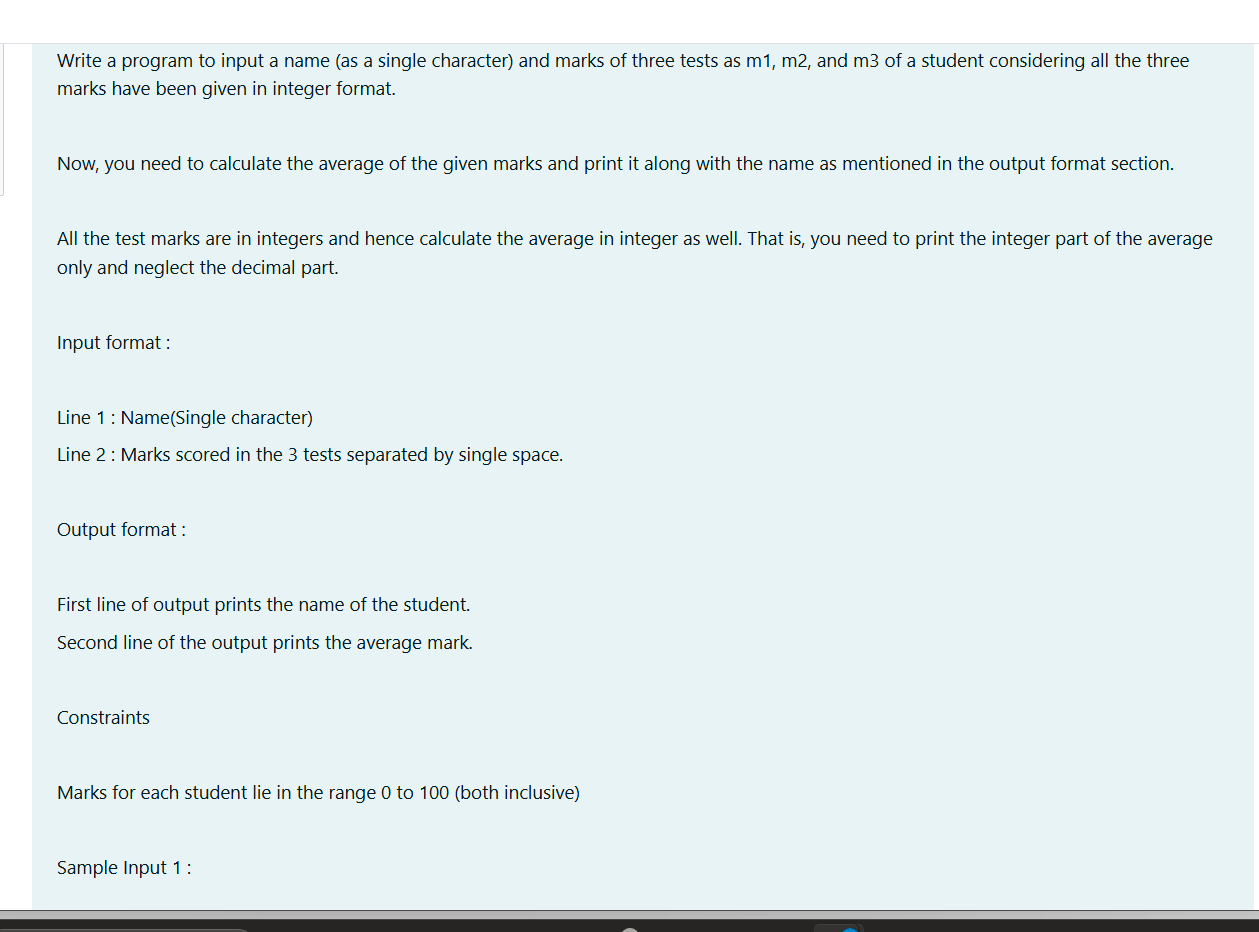 Write a program to input a name (as a single character) and marks of three tests as m1, m2, and m3 of a student considering all the three
marks have been given in integer format.
Now, you need to calculate the average of the given marks and print it along with the name as mentioned in the output format section.
All the test marks are in integers and hence calculate the average in integer as well. That is, you need to print the integer part of the average
only and neglect the decimal part.
Input format :
Line 1 : Name(Single character)
Line 2 : Marks scored in the 3 tests separated by single space.
Output format :
First line of output prints the name of the student.
Second line of the output prints the average mark.
Constraints
Marks for each student lie in the range 0 to 100 (both inclusive)
Sample Input 1 :